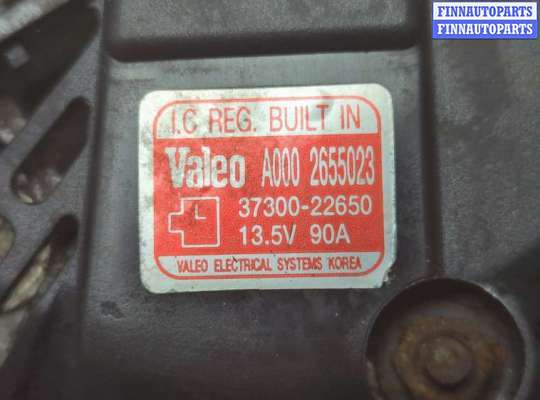 FINNAUTOPARTS
FINNAUTOPARTS
I.C REG. BUILT IN
Valeo A000 2655023
37300-22650
L
13.5V 90A
VALEO ELECTRICAL SYSTEMS KOREA